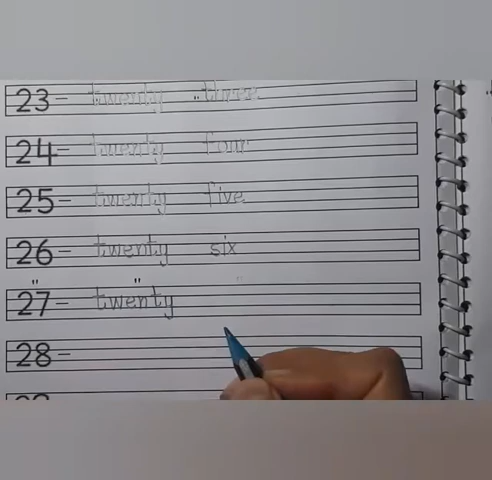 23 - twenty three
24 - twenty four
25 - twenty five
26 - twenty six
27 - twenty
28 -